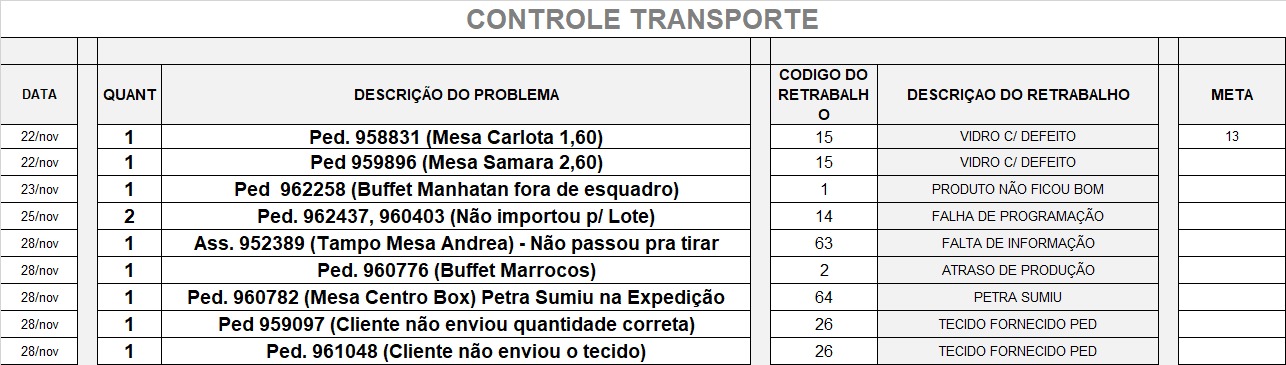 CONTROLE TRANSPORTE
DATA QUANT DESCRIÇÃO DO PROBLEMA CODIGO DO RETRABALHO DESCRIÇAO DO RETRABALHO META
22/nov 1 Ped. 958831 (Mesa Carlota 1,60) 15 VIDRO C/ DEFEITO 13
22/nov 1 Ped 959896 (Mesa Samara 2,60) 15 VIDRO C/ DEFEITO
23/nov 1 Ped 962258 (Buffet Manhatan fora de esquadro) 1 PRODUTO NÃO FICOU BOM
25/nov 2 Ped. 962437, 960403 (Não importou p/ Lote) 14 FALHA DE PROGRAMAÇÃO
28/nov 1 Ass. 952389 (Tampo Mesa Andrea) - Não passou pra tirar 63 FALTA DE INFORMAÇÃO
28/nov 1 Ped. 960776 (Buffet Marrocos) 2 ATRASO DE PRODUÇÃO
28/nov 1 Ped. 960782 (Mesa Centro Box) Petra Sumiu na Expedição 64 PETRA SUMIU
28/nov 1 Ped 959097 (Cliente não enviou quantidade correta) 26 TECIDO FORNECIDO PED
28/nov 1 Ped. 961048 (Cliente não enviou o tecido) 26 TECIDO FORNECIDO PED